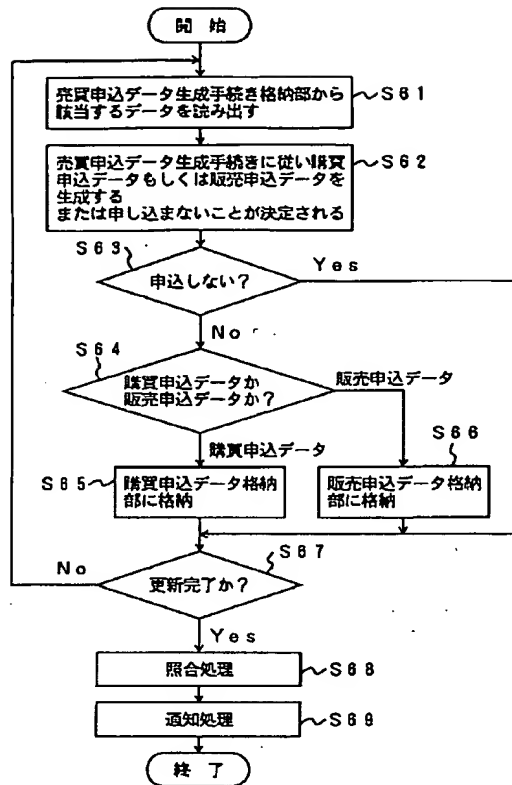 開始
売買申込データ生成手続き格納部から
該当するデータを読み出す
S61
売買申込データ生成手続きに従い購買
申込データもしくは販売申込データを
生成する
または申し込まないことが決定される
S62
S63
申込しない？
Yes
No
S64
購買申込データか
販売申込データか？
販売申込データ
購買申込データ
S65
購買申込データ格納
部に格納
S66
販売申込データ格納
部に格納
S67
No
更新完了か？
Yes
照合処理
S68
通知処理
S69
終了